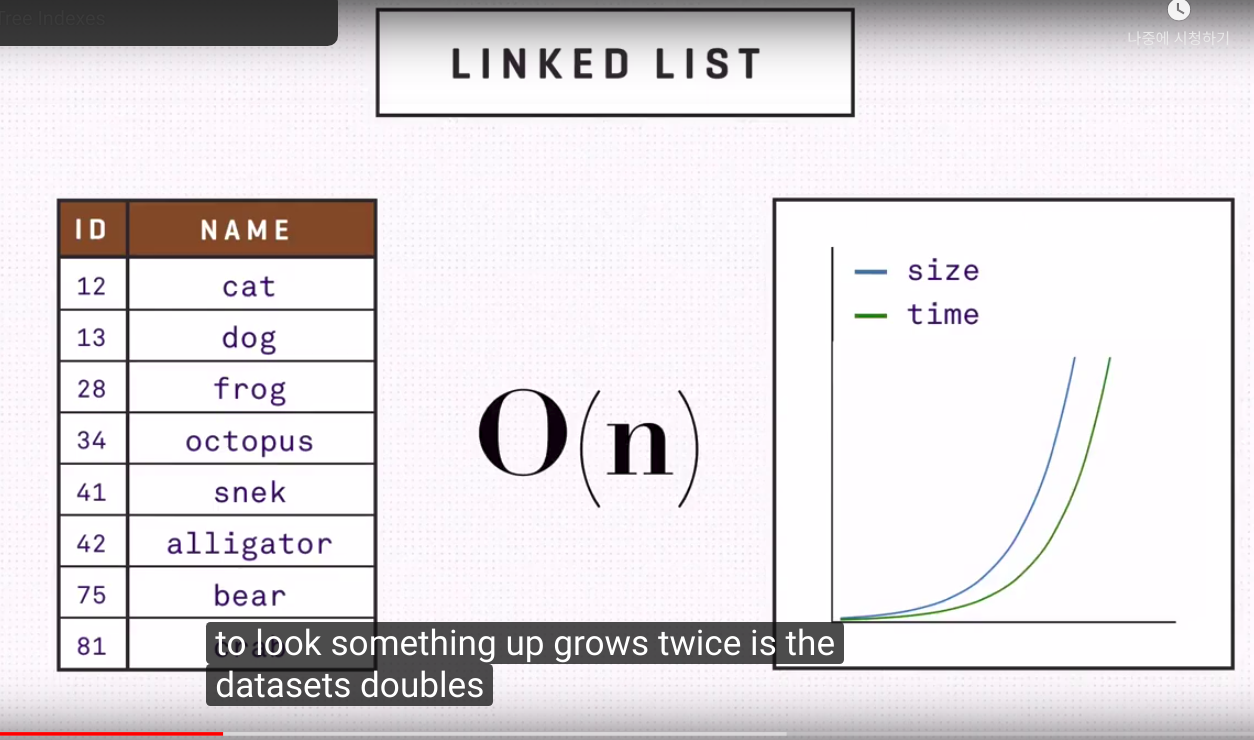 Tree Indexes
나중에 시청하기
LINKED LIST
ID NAME
12 cat
13 dog
28 frog
34 octopus
41 snek
42 alligator
75 bear
81
O(n)
size
time
to look something up grows twice is the
datasets doubles